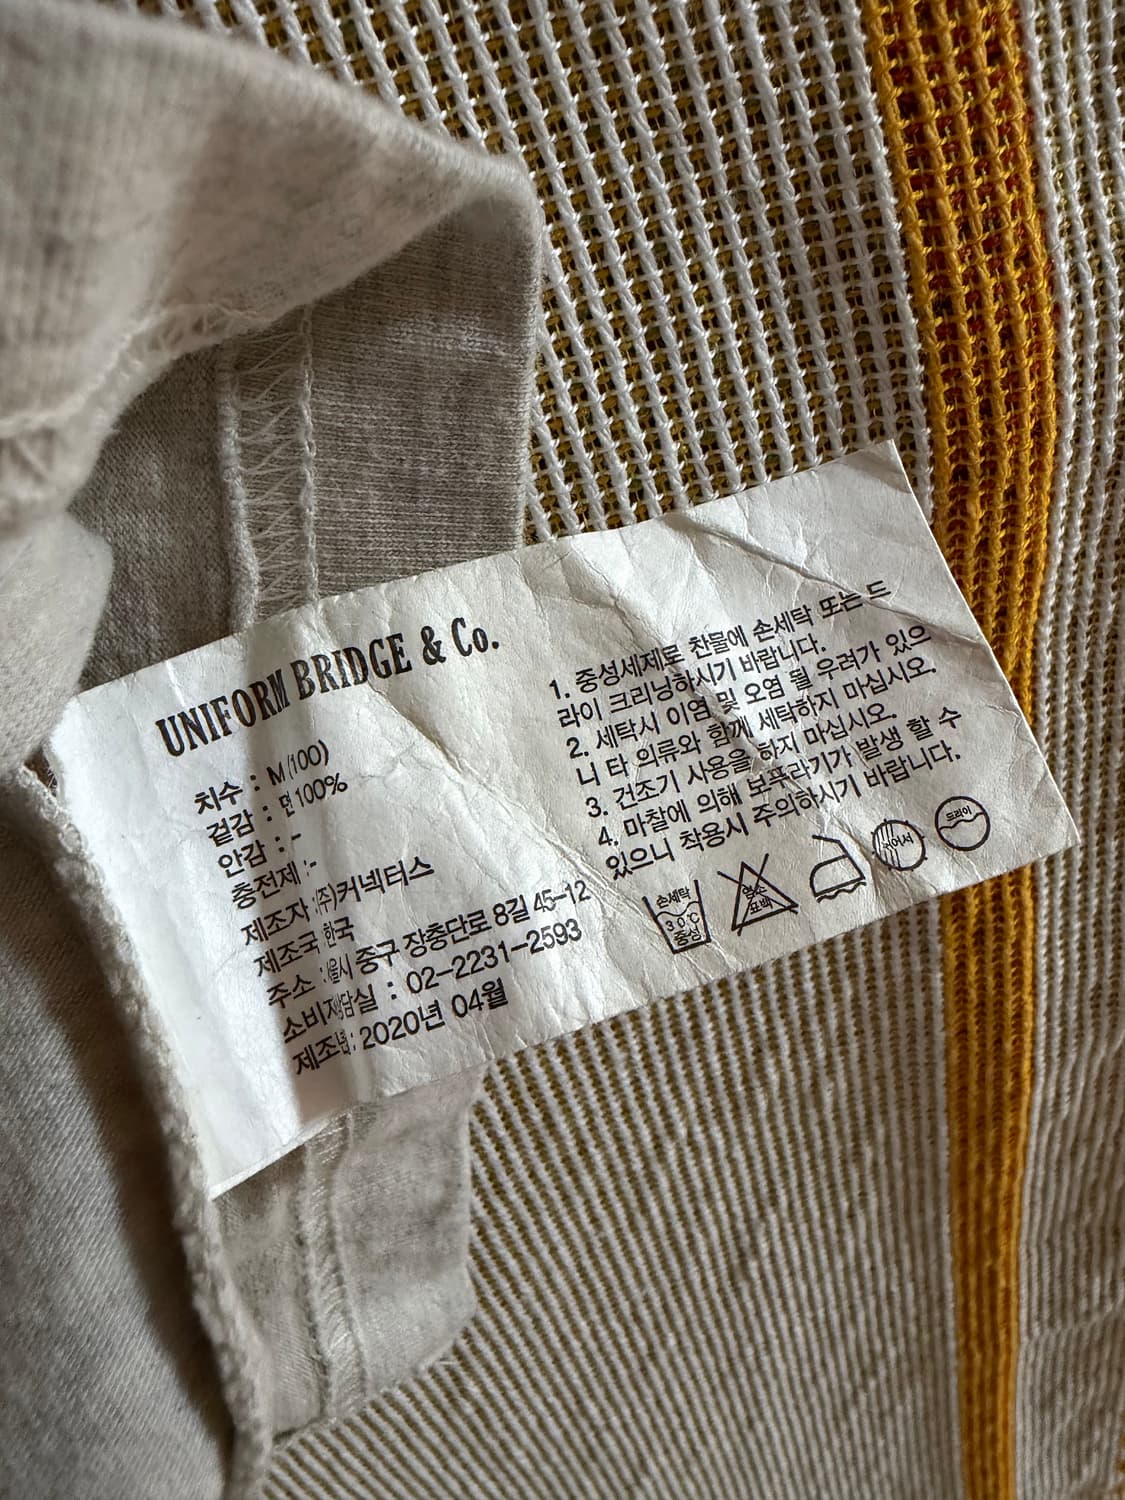 UNIFORM BRIDGE & Co.
치수 : M (100)
겉감 : 면 100%
안감 : -
충전제 : -
제조자 : (주)커넥터스
제조국 한국
주소 : 서울시 중구 장충단로 8길 45-12
소비자상담실 : 02-2231-2593
제조년 : 2020년 04월
1. 중성세제로 찬물에 손세탁 또는 드
라이 크리닝하시기 바랍니다.
2. 세탁시 이염 및 오염 될 우려가 있으
니 타 의류와 함께 세탁하지 마십시오.
3. 건조기 사용을 하지 마십시오.
4. 마찰에 의해 보푸라기가 발생 할 수
있으니 착용시 주의하시기 바랍니다.
손세탁
30℃
중성
염소
표백
뉘어서
드라이